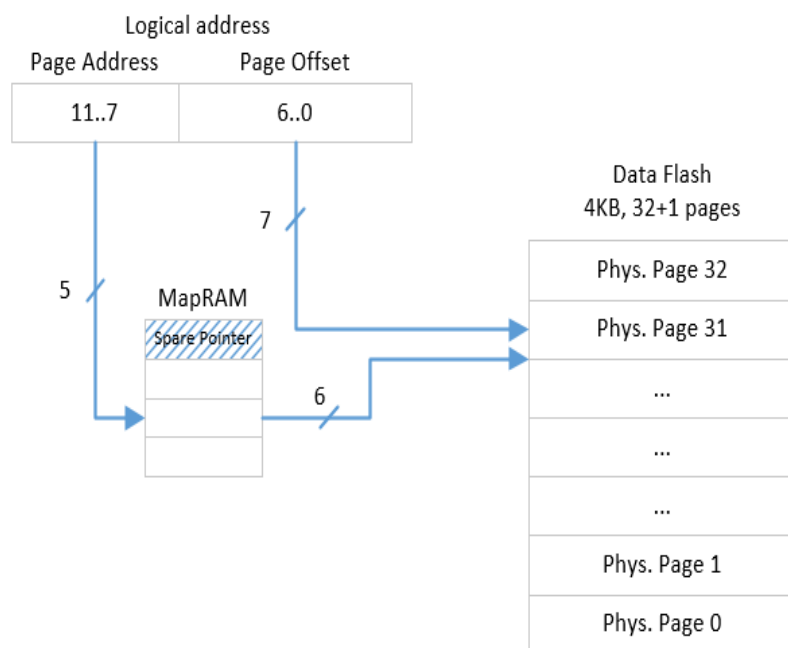 Logical address
Page Address Page Offset
11..7 6..0
Data Flash
4KB, 32+1 pages
7
5
MapRAM
Spare Pointer
6
Phys. Page 32
Phys. Page 31
...
...
...
Phys. Page 1
Phys. Page 0